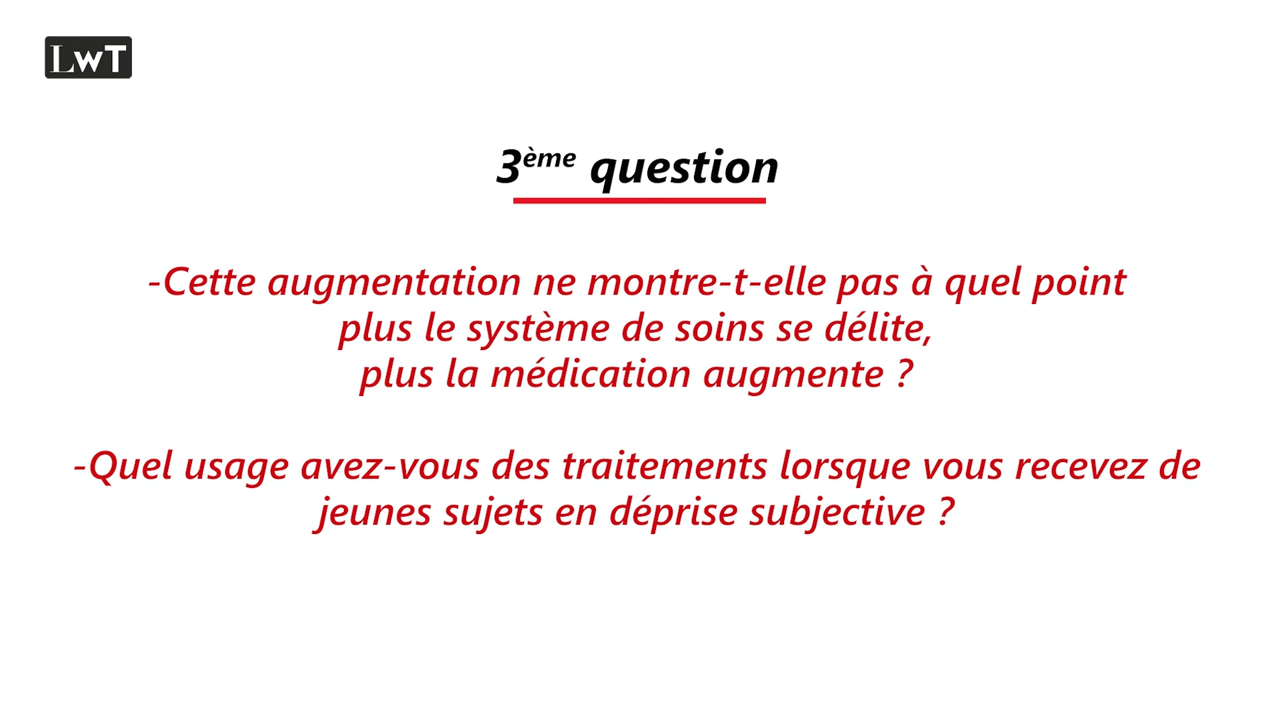 LwT
3ème question
-Cette augmentation ne montre-t-elle pas à quel point
plus le système de soins se délite,
plus la médication augmente ?
-Quel usage avez-vous des traitements lorsque vous recevez de
jeunes sujets en déprise subjective ?